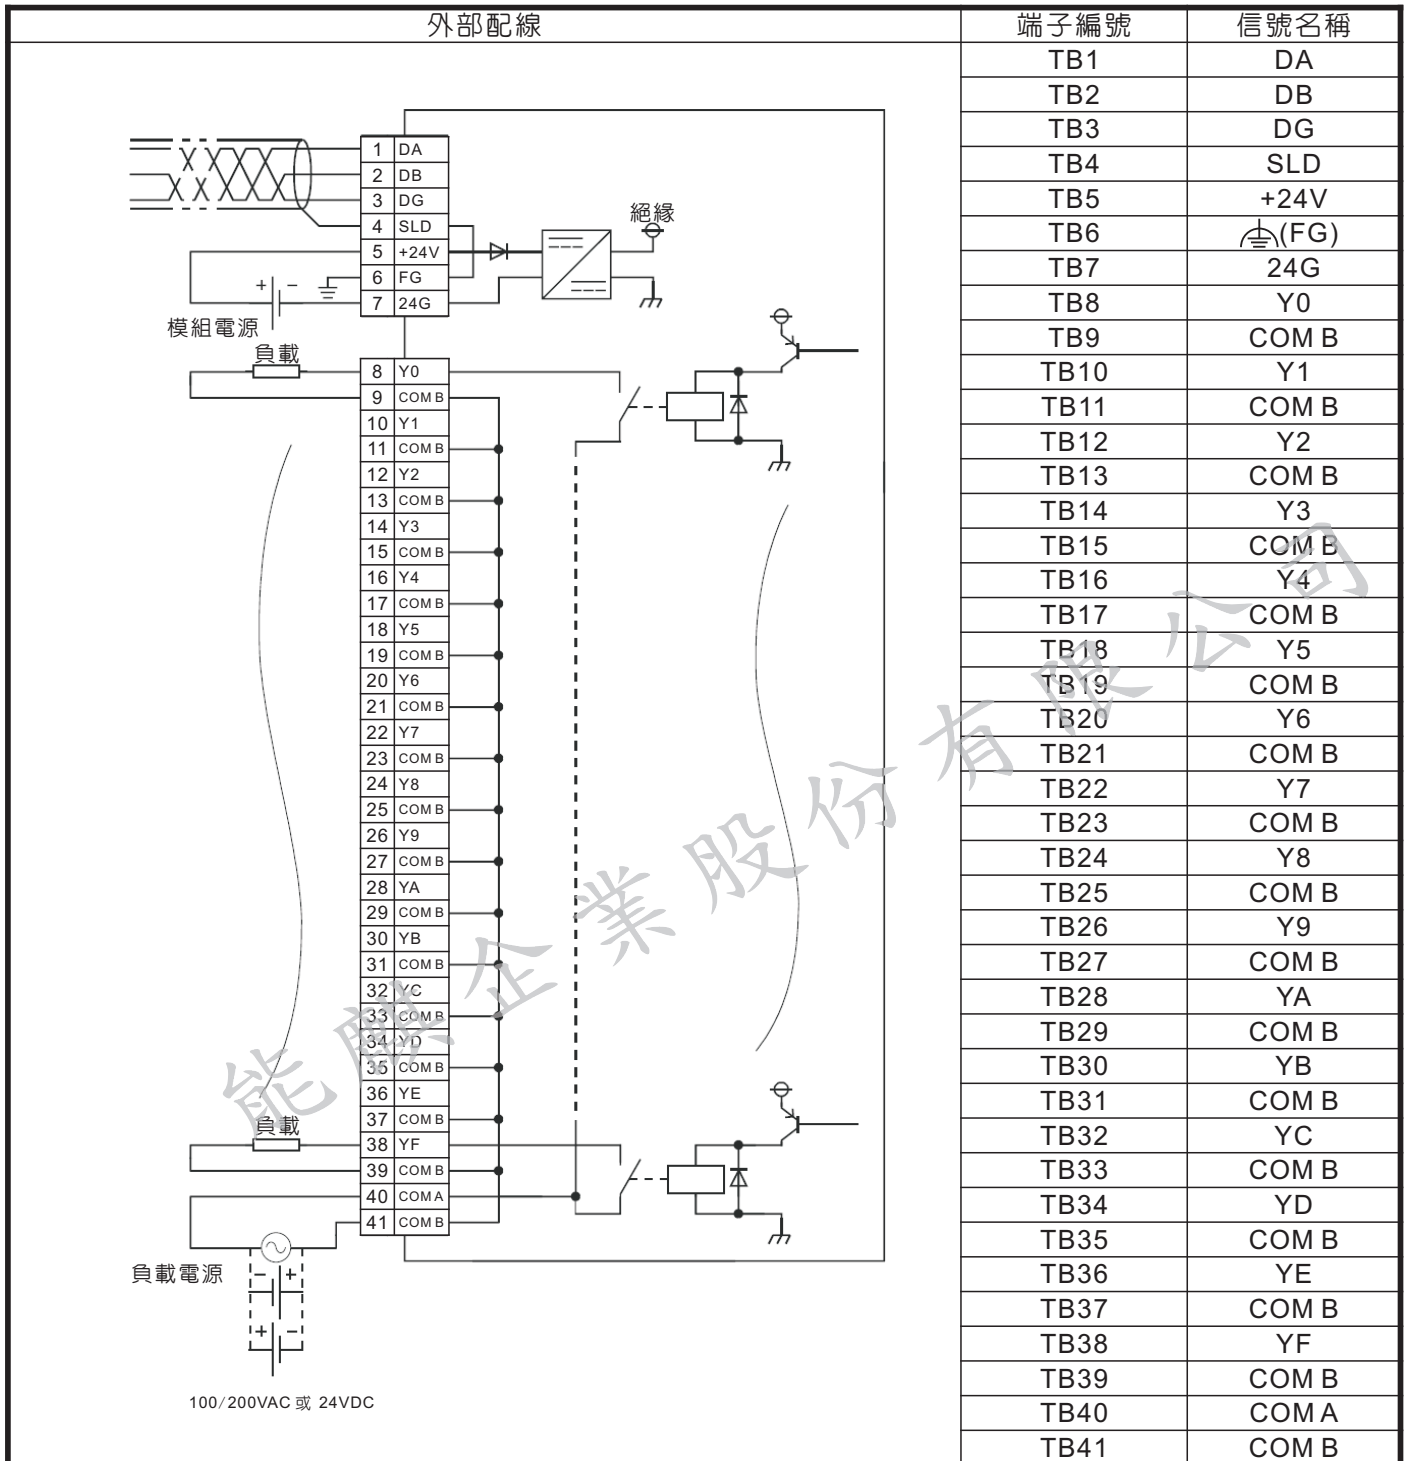 外部配線 端子編號 信號名稱
TB1 DA
TB2 DB
TB3 DG
TB4 SLD
TB5 +24V
TB6 (FG)
TB7 24G
TB8 Y0
TB9 COM B
TB10 Y1
TB11 COM B
TB12 Y2
TB13 COM B
TB14 Y3
TB15 COM B
TB16 Y4
TB17 COM B
TB18 Y5
TB19 COM B
TB20 Y6
TB21 COM B
TB22 Y7
TB23 COM B
TB24 Y8
TB25 COM B
TB26 Y9
TB27 COM B
TB28 YA
TB29 COM B
TB30 YB
TB31 COM B
TB32 YC
TB33 COM B
TB34 YD
TB35 COM B
TB36 YE
TB37 COM B
TB38 YF
TB39 COM B
TB40 COM A
TB41 COM B
1 DA
2 DB
3 DG
4 SLD
5 +24V
6 FG
7 24G
絕緣
+ −
模組電源
負載
8 Y0
9 COM B
10 Y1
11 COM B
12 Y2
13 COM B
14 Y3
15 COM B
16 Y4
17 COM B
18 Y5
19 COM B
20 Y6
21 COM B
22 Y7
23 COM B
24 Y8
25 COM B
26 Y9
27 COM B
28 YA
29 COM B
30 YB
31 COM B
32 YC
33 COM B
34 YD
35 COM B
36 YE
37 COM B
38 YF
39 COM B
40 COM A
41 COM B
負載
負載電源
− +
+ −
100/200VAC 或 24VDC
能麒企業股份有限公司